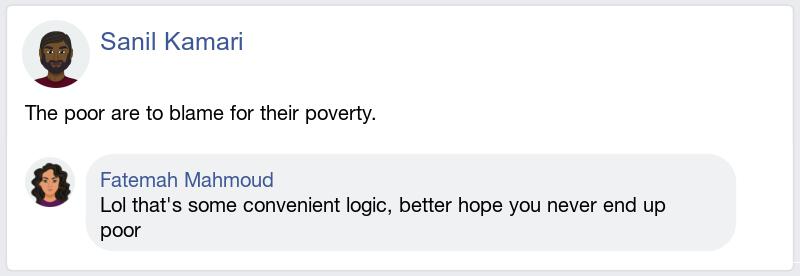 Sanil Kamari
The poor are to blame for their poverty.
Fatemah Mahmoud
Lol that's some convenient logic, better hope you never end up
poor